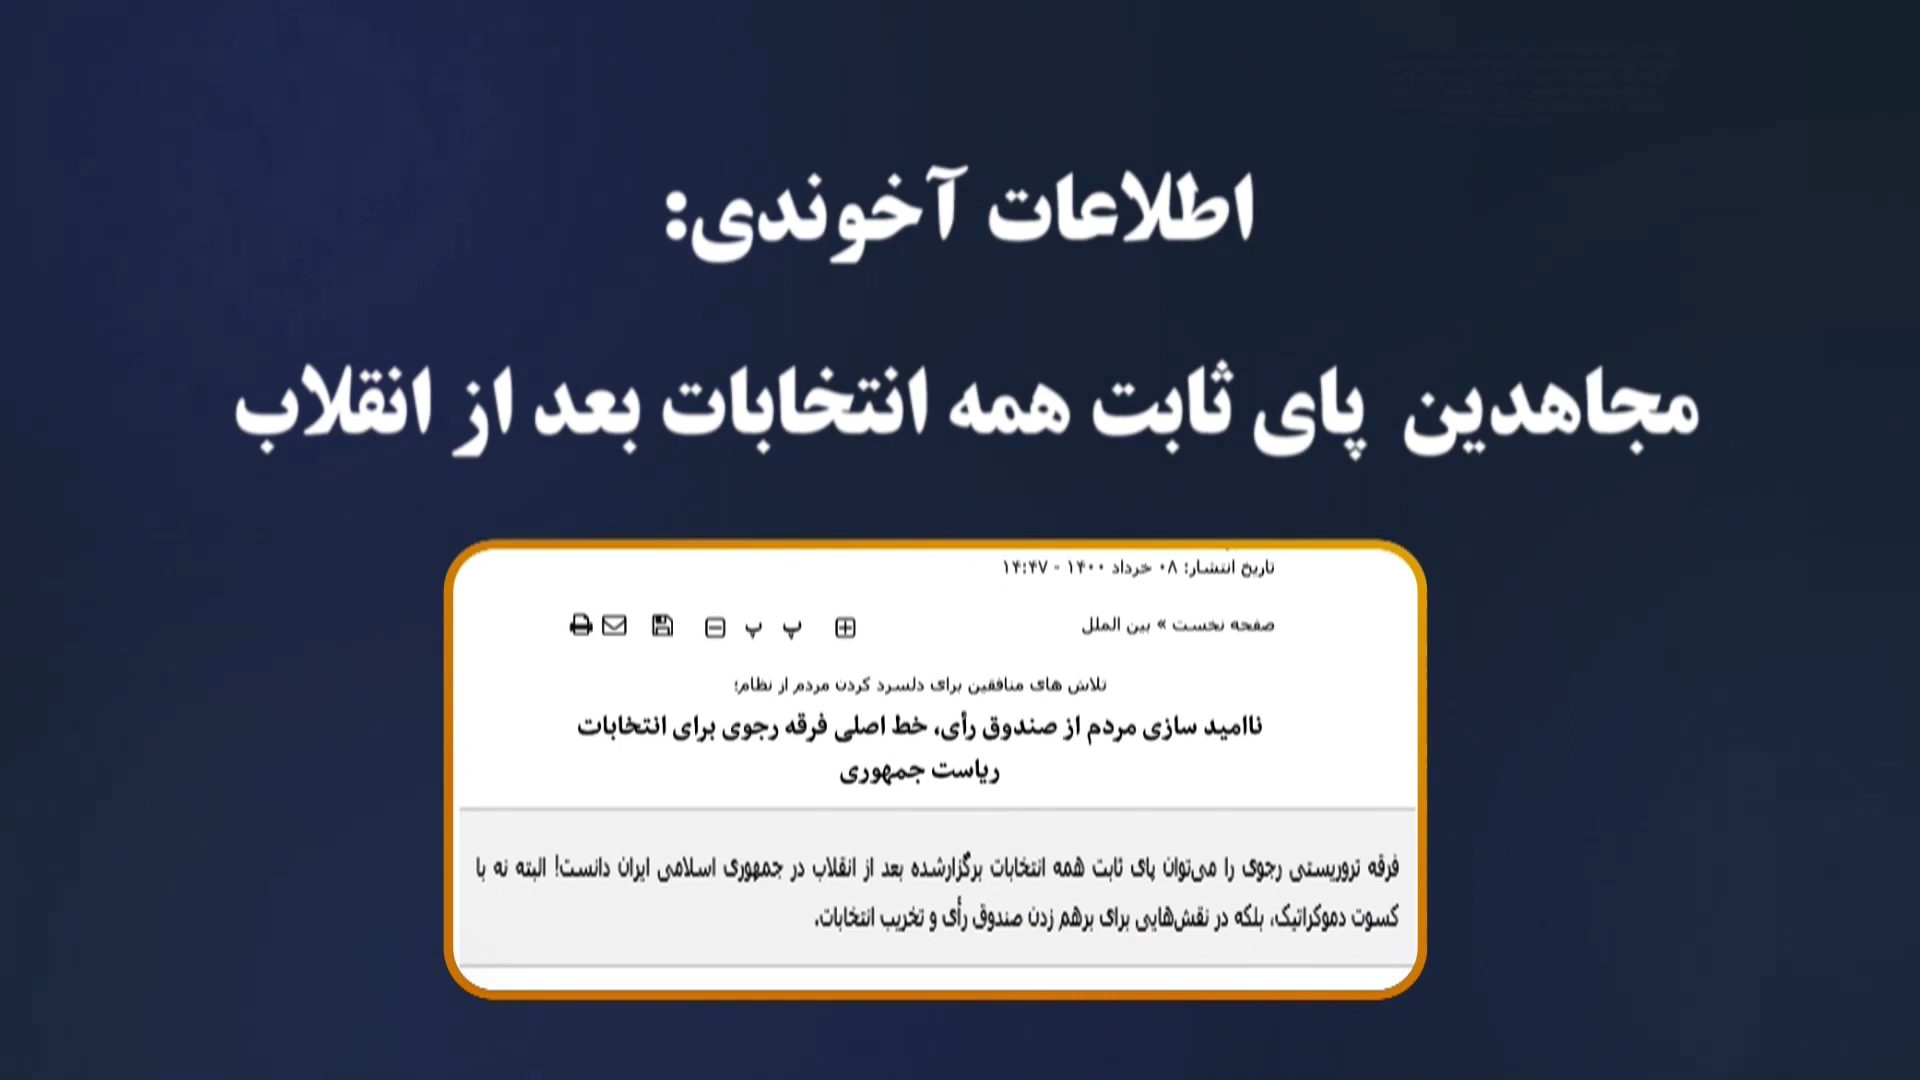 اطلاعات آخوندی:
مجاهدین پای ثابت همه انتخابات بعد از انقلاب
تاریخ انتشار: ۰۸ خرداد ۱۴۰۰ - ۱۴:۴۷
صفحه نخست » بین الملل پ پ
تلاش های منافقین برای دلسرد کردن مردم از نظام؛
ناامید سازی مردم از صندوق رأی، خط اصلی فرقه رجوی برای انتخابات
ریاست جمهوری
فرقه تروریستی رجوی را می‌توان پای ثابت همه انتخابات برگزارشده بعد از انقلاب در جمهوری اسلامی ایران دانست! البته نه با
کسوت دموکراتیک، بلکه در نقش‌هایی برای برهم زدن صندوق رأی و تخریب انتخابات.